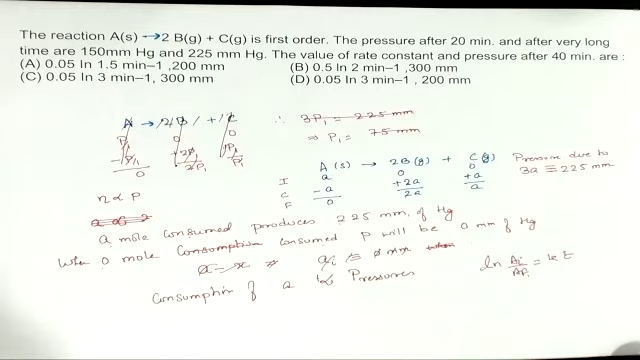 The reaction A(s) → 2 B(g) + C(g) is first order. The pressure after 20 min. and after very long
time are 150mm Hg and 225 mm Hg. The value of rate constant and pressure after 40 min. are :
(A) 0.05 ln 1.5 min–1 ,200 mm (B) 0.5 ln 2 min–1 ,300 mm
(C) 0.05 ln 3 min–1, 300 mm (D) 0.05 ln 3 min–1 , 200 mm
A → 2B + C
∴ 3P₁ = 225 mm
⇒ P₁ = 75 mm
A (s) → 2B (g) + C (g)
Pressure due to
3a ≡ 225 mm
I a 0 0
C -a +2a +a
F 0 2a a
n ∝ P
a mole consumed produces 225 mm of Hg
When 0 mole consumed P will be 0 mm of Hg
Consumption of a ∝ Pressures
ln = kt